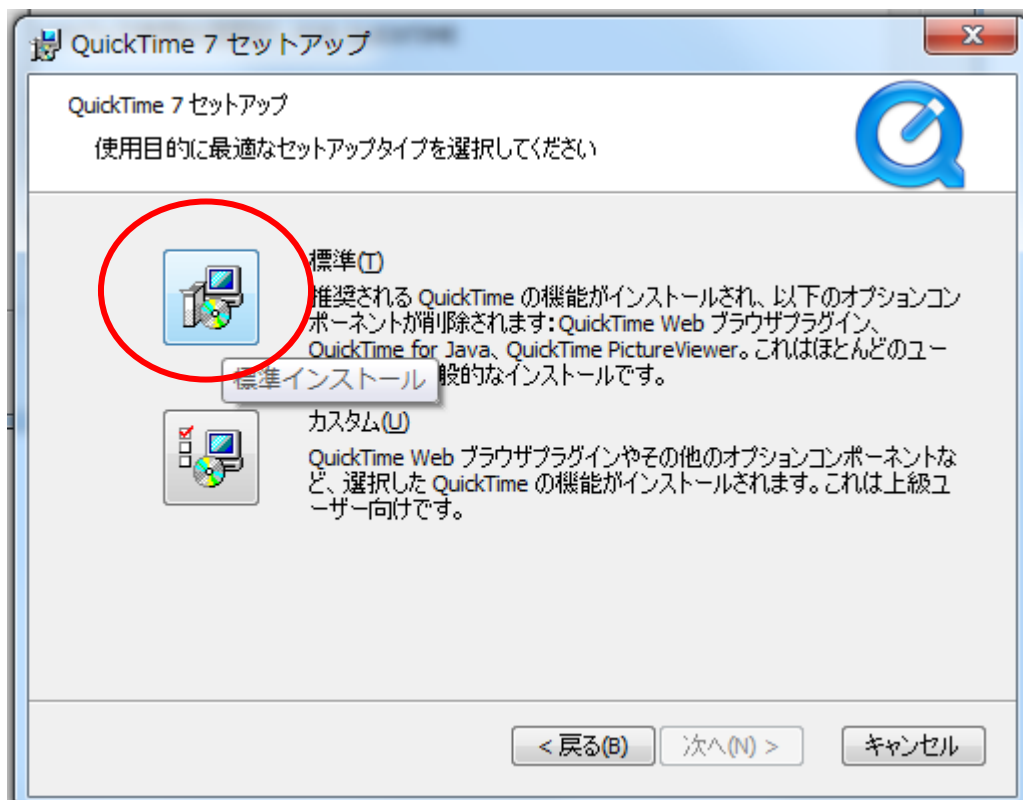 QuickTime 7 セットアップ
QuickTime 7 セットアップ
使用目的に最適なセットアップタイプを選択してください
標準(T)
推奨される QuickTime の機能がインストールされ、以下のオプションコン
ポーネントが削除されます: QuickTime Web ブラウザプラグイン、
QuickTime for Java、QuickTime PictureViewer。これはほとんどのユー
般的なインストールです。
標準インストール
カスタム(U)
QuickTime Web ブラウザプラグインやその他のオプションコンポーネントな
ど、選択した QuickTime の機能がインストールされます。これは上級ユ
ーザー向けです。
< 戻る(B)
次へ(N) >
キャンセル